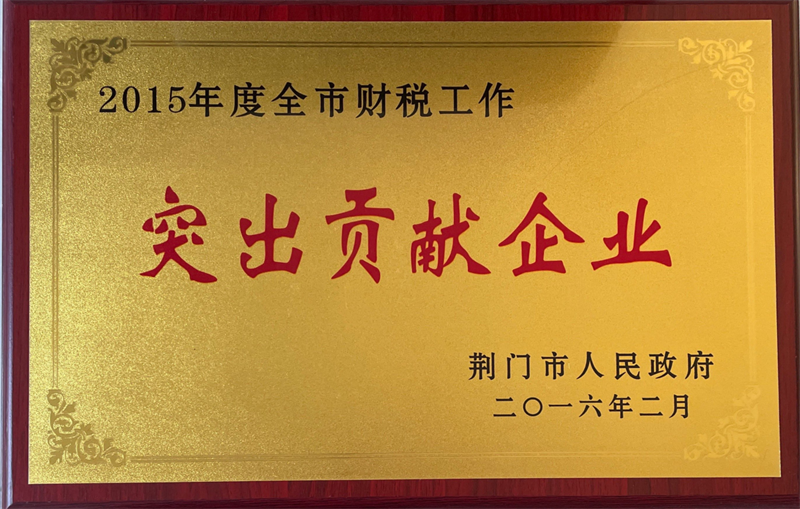 2015年度全市财税工作
突出贡献企业
荆门市人民政府
二〇一六年二月